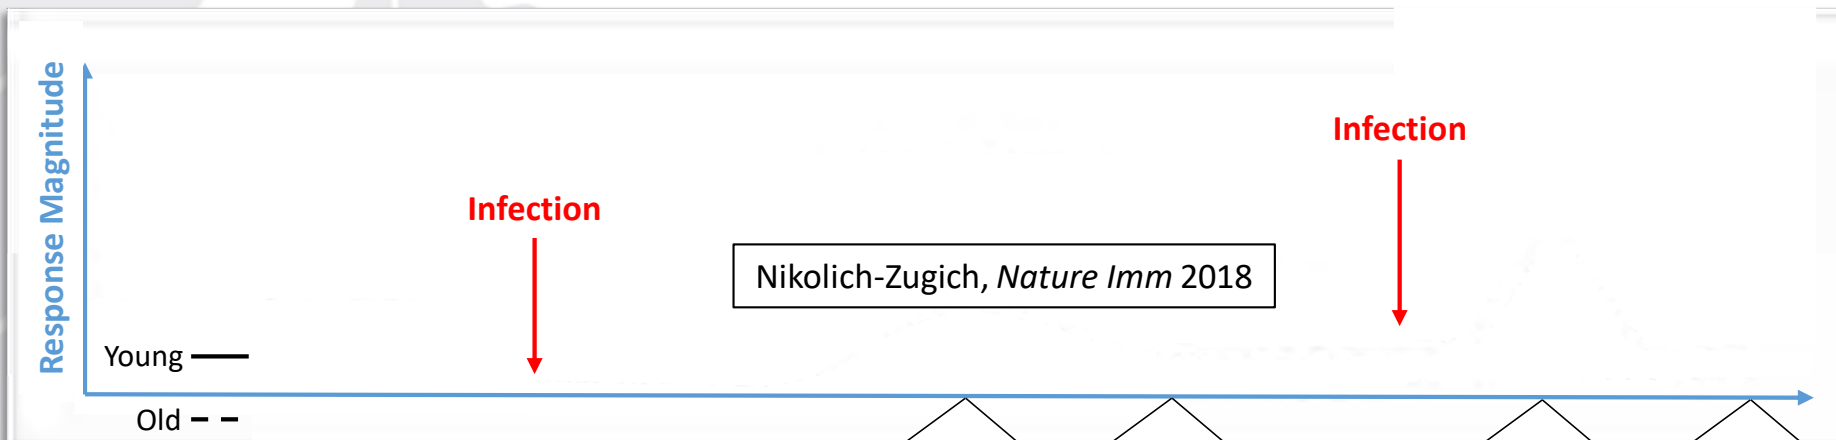 Response Magnitude
Infection
Infection
Nikolich-Zugich, Nature Imm 2018
Young
Old